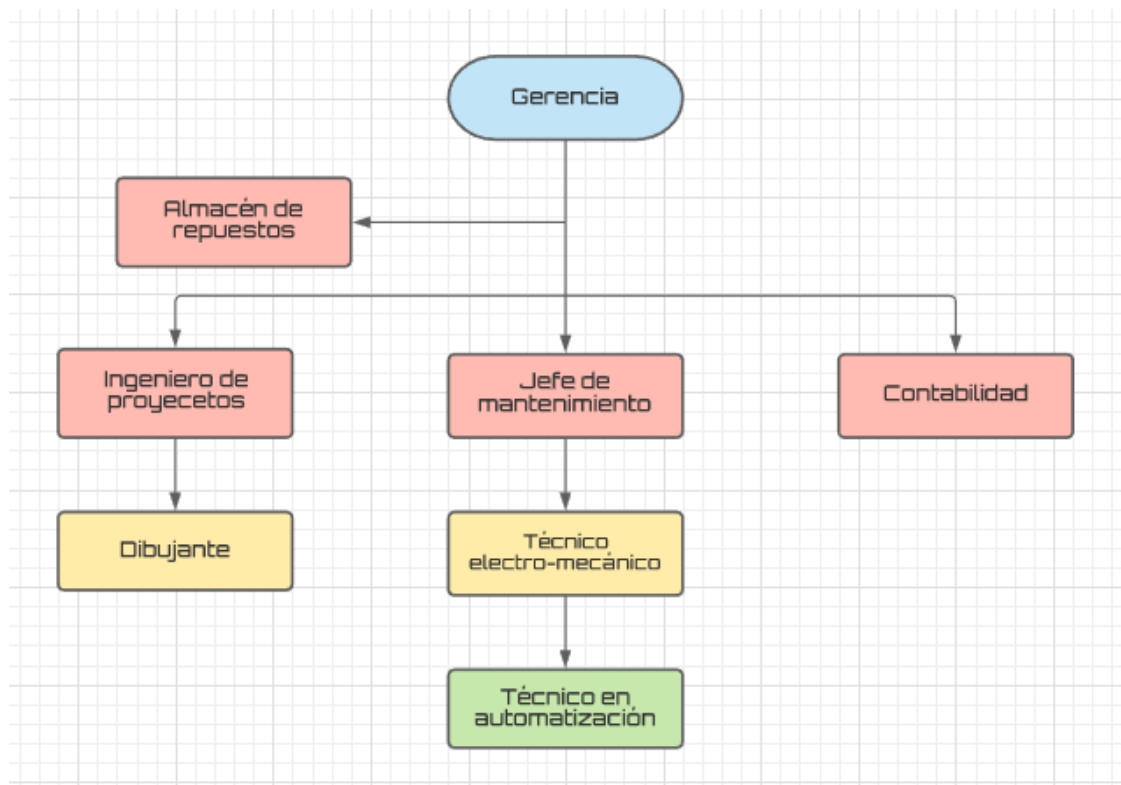 Gerencia
Almacén de
repuestos
Ingeniero de
proyecetos
Jefe de
mantenimiento
Contabilidad
Dibujante
Técnico
electro-mecánico
Técnico en
automatización